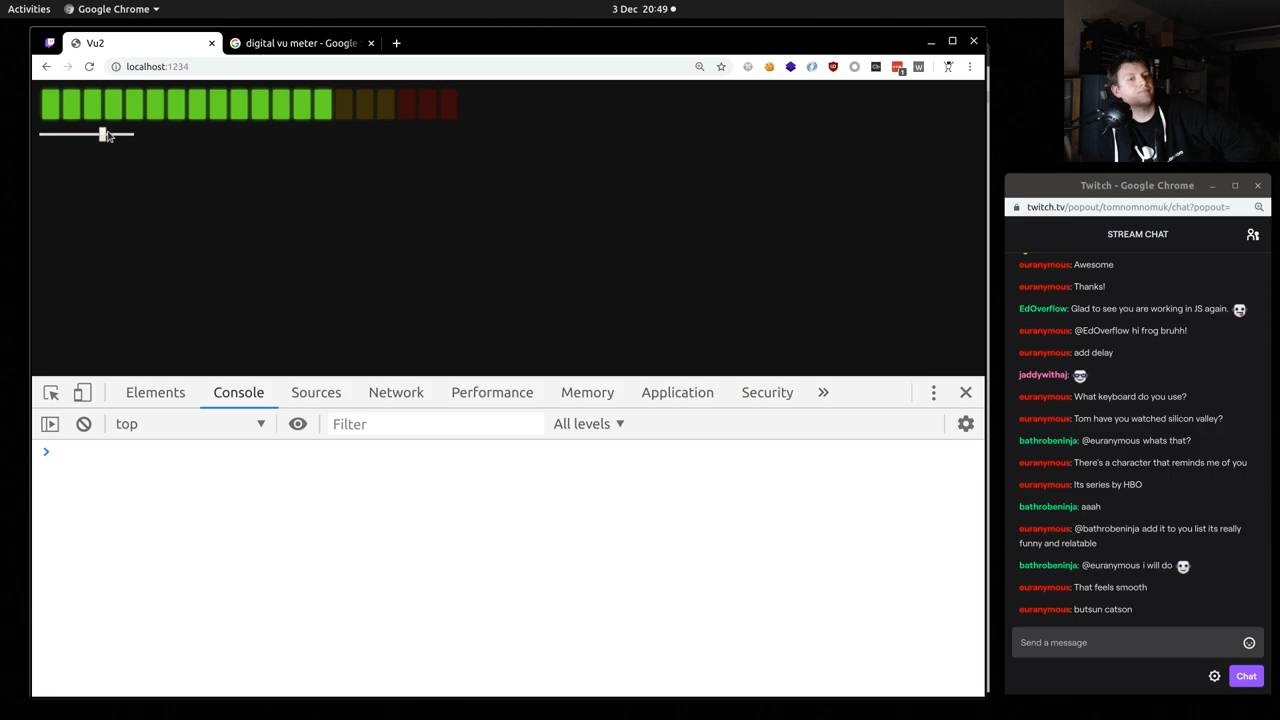 Activities
Google Chrome
3 Dec 20:49
Vu2
digital vu meter - Google
localhost:1234
1
W
Twitch - Google Chrome
twitch.tv/popout/tomnomnomuk/chat?popout=
STREAM CHAT
euranymous: Awesome
euranymous: Thanks!
EdOverflow: Glad to see you are working in JS again.
euranymous: @EdOverflow hi frog bruhh!
euranymous: add delay
jaddywithaj:
euranymous: What keyboard do you use?
euranymous: Tom have you watched silicon valley?
bathrobeninja: @euranymous whats that?
euranymous: There's a character that reminds me of you
euranymous: Its series by HBO
bathrobeninja: aaah
euranymous: @bathrobeninja add it to you list its really
funny and relatable
bathrobeninja: @euranymous i will do
euranymous: That feels smooth
euranymous: butsun catson
Send a message
Chat
Elements
Console
Sources
Network
Performance
Memory
Application
Security
top
Filter
All levels